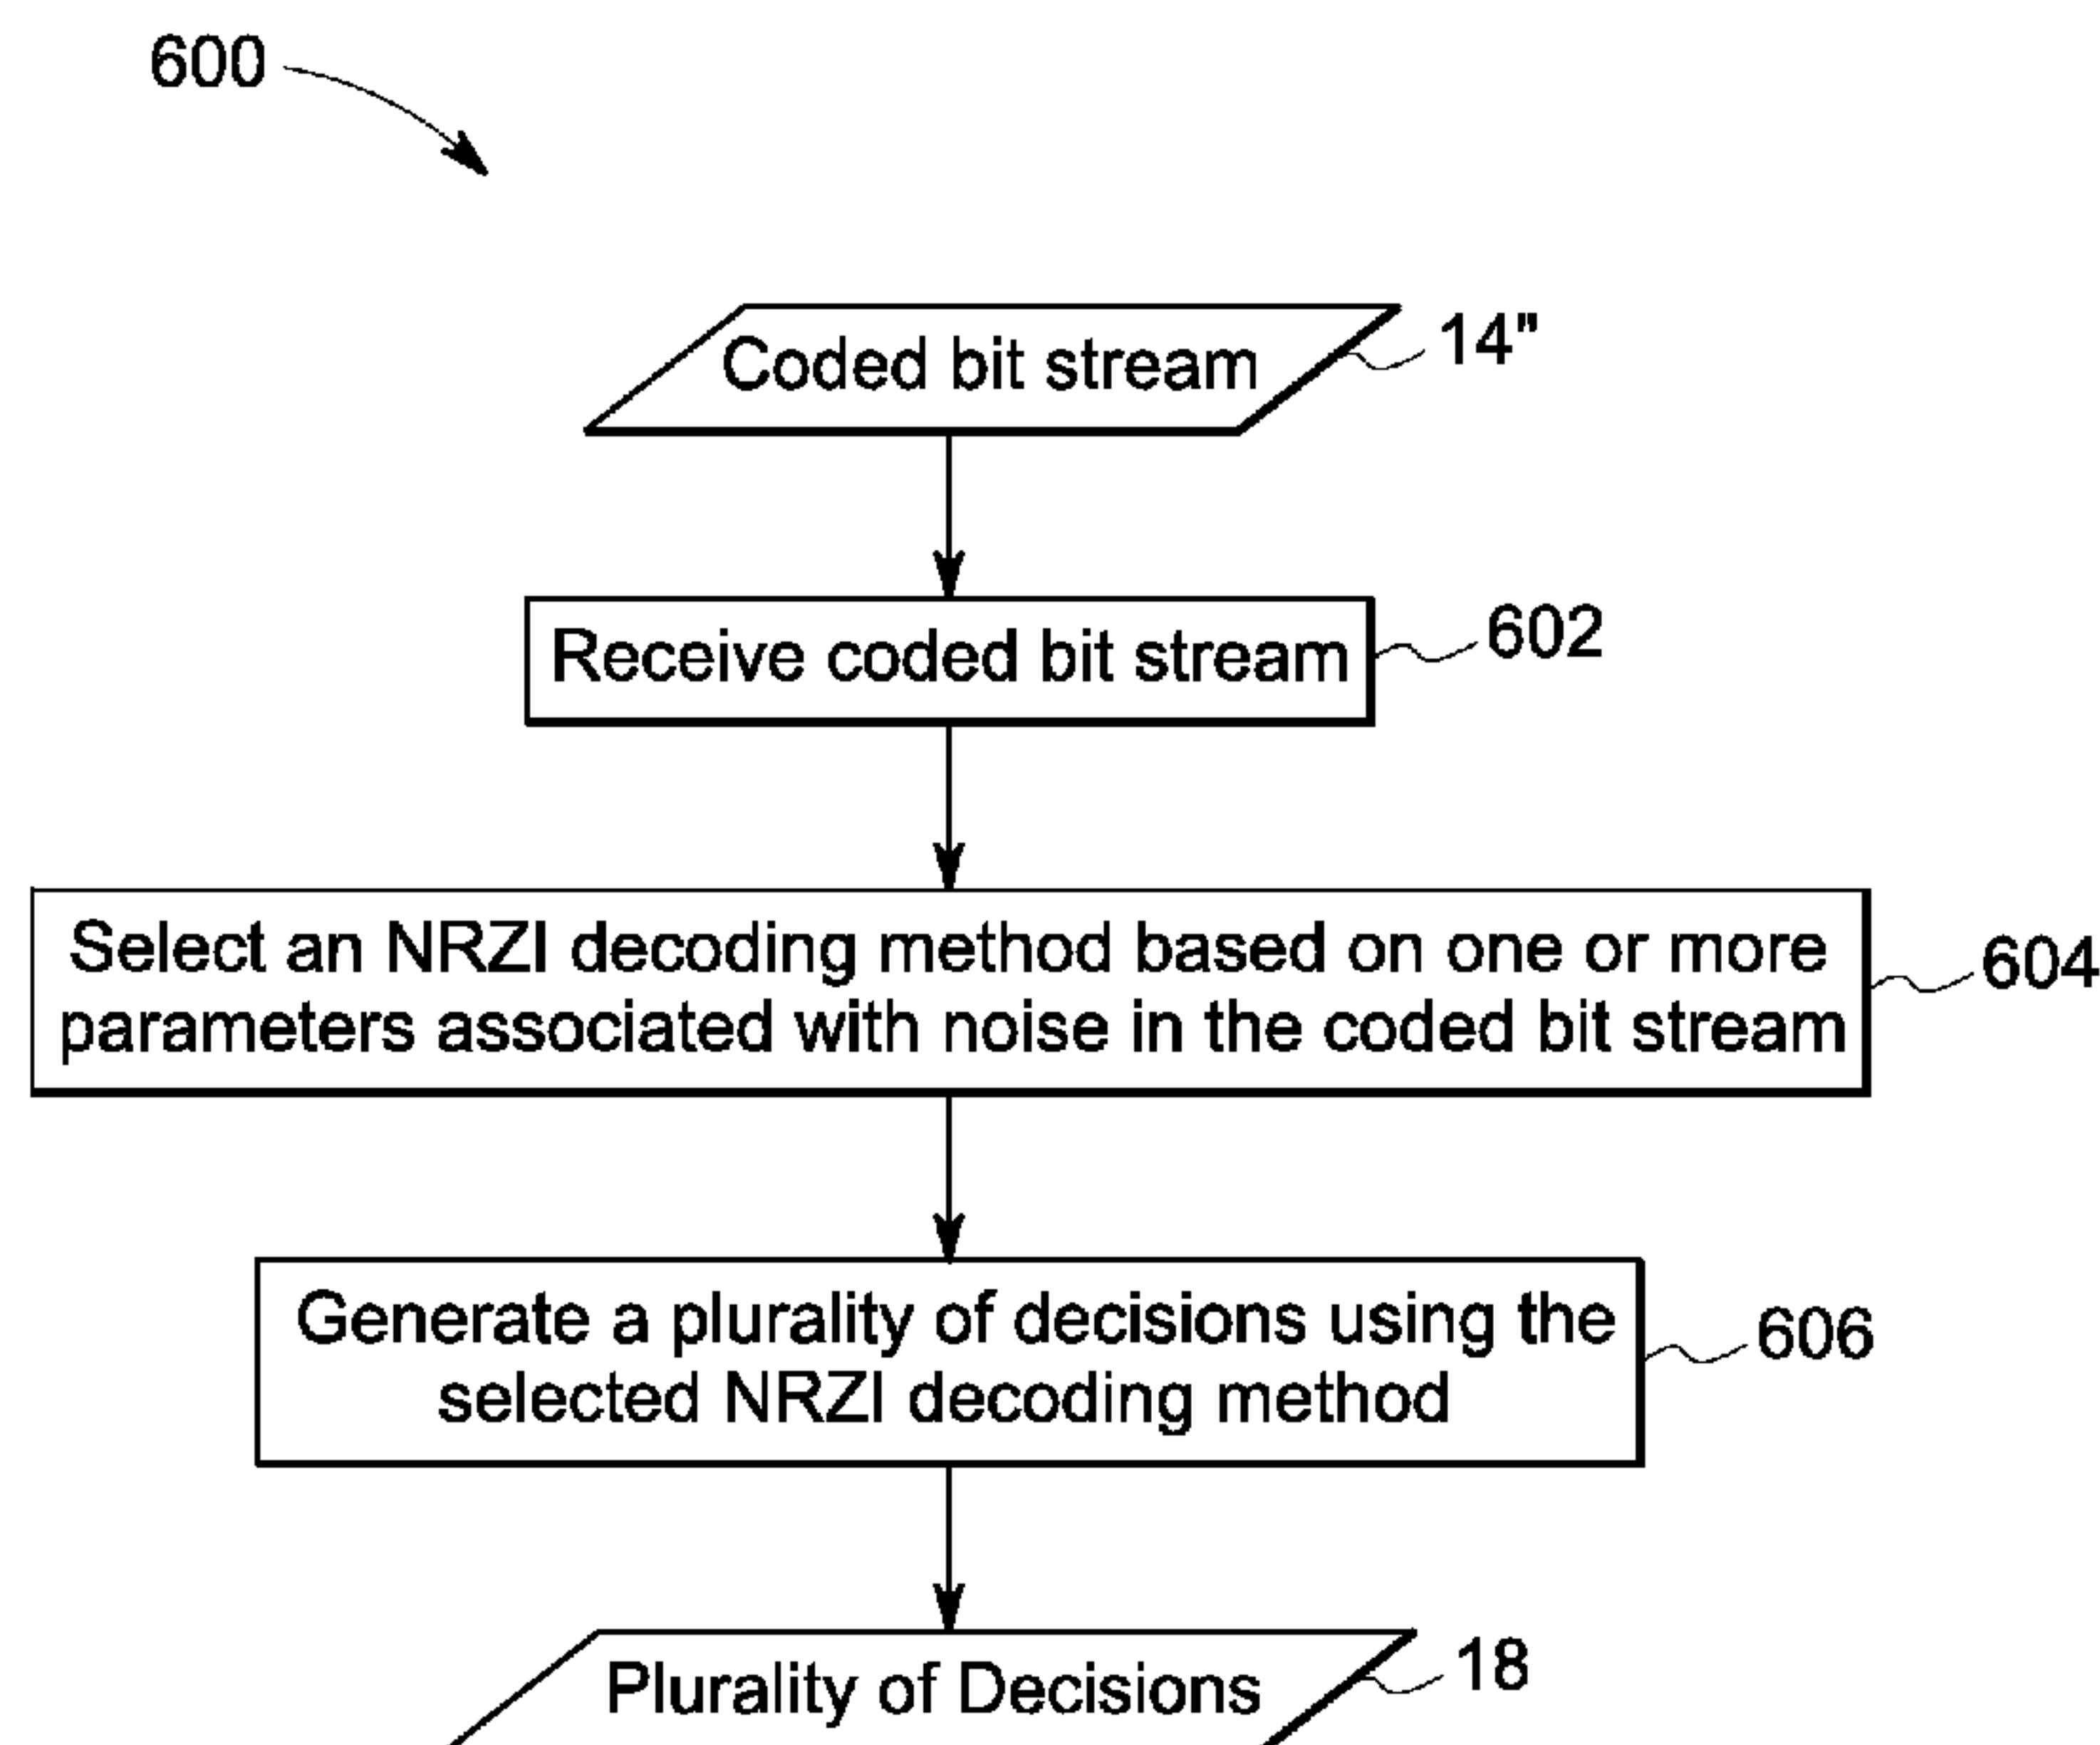 600
Coded bit stream
14"
Receive coded bit stream
602
Select an NRZI decoding method based on one or more
parameters associated with noise in the coded bit stream
604
Generate a plurality of decisions using the
selected NRZI decoding method
606
Plurality of Decisions
18